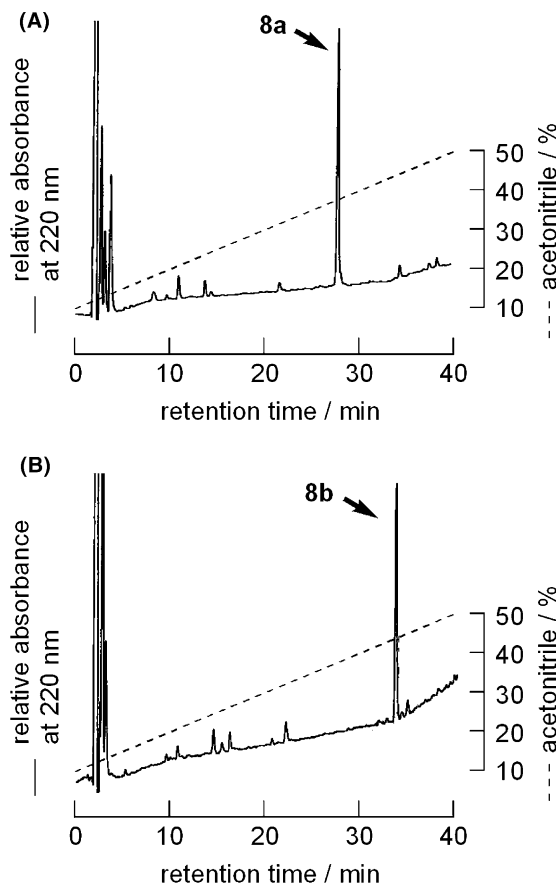 (A)
8a
relative absorbance
at 220 nm
50
40
30
20
10
acetonitrile / %
0 10 20 30 40
retention time / min
(B)
8b
relative absorbance
at 220 nm
50
40
30
20
10
acetonitrile / %
0 10 20 30 40
retention time / min